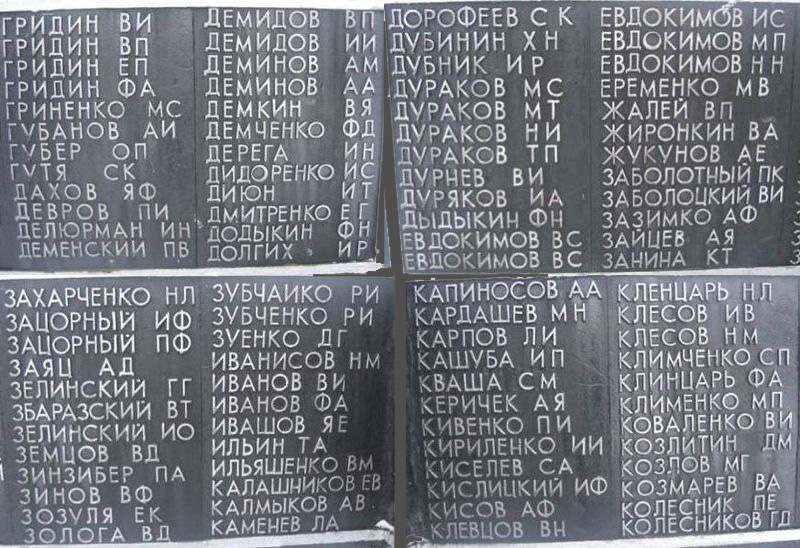 ГРИДИН ВИ
ГРИДИН ВП
ГРИДИН ЕП
ГРИДИН ФА
ГРИНЕНКО МС
ГУБАНОВ АИ
ГУБЕР ОП
ГУТЯ СК
ДАХОВ ЯФ
ДЕВРОВ ПИ
ДЕЛЮРМАН ИН
ДЕМЕНСКИЙ ПВ
ДЕМИДОВ ВП
ДЕМИДОВ ИИ
ДЕМИНОВ АМ
ДЕМИНОВ АА
ДЕМКИН ВЯ
ДЕМЧЕНКО ФД
ДЕРЕГА ИН
ДИДОРЕНКО ИС
ДИЮН ИТ
ДМИТРЕНКО ЕГ
ДОДЫКИН ФН
ДОЛГИХ ИР
ДОРОФЕЕВ СК
ДУБИНИН ХН
ДУБНИК ИР
ДУРАКОВ МС
ДУРАКОВ МТ
ДУРАКОВ НИ
ДУРАКОВ ТП
ДУРНЕВ ВИ
ДУРЯКОВ ИА
ДЫДЫКИН ФН
ЕВДОКИМОВ ВС
ЕВДОКИМОВ ВС
ЕВДОКИМОВ ИС
ЕВДОКИМОВ МП
ЕВДОКИМОВ НН
ЕРЕМЕНКО МВ
ЖАЛЕЙ ВП
ЖИРОНКИН ВА
ЖУКУНОВ АЕ
ЗАБОЛОТНЫЙ ПК
ЗАБОЛОЦКИЙ ВИ
ЗАЗИМКО АФ
ЗАЙЦЕВ АЯ
ЗАНИНА КТ
ЗАХАРЧЕНКО НЛ
ЗАЦОРНЫЙ ИФ
ЗАЦОРНЫЙ ПФ
ЗАЯЦ АД
ЗЕЛИНСКИЙ ГГ
ЗБАРАЗСКИЙ ВТ
ЗЕЛИНСКИЙ ИО
ЗЕМЦОВ ВД
ЗИНЗИБЕР ПА
ЗИНОВ ВФ
ЗОЗУЛЯ ЕК
ЗОЛОГА ВД
ЗУБЧАИКО РИ
ЗУБЧЕНКО РИ
ЗУЕНКО ДГ
ИВАНИСОВ НМ
ИВАНОВ ВИ
ИВАНОВ ФА
ИВАШОВ ЯЕ
ИЛЬИН ТА
ИЛЬЯШЕНКО ВМ
КАЛАШНИКОВ ЕВ
КАЛМЫКОВ АВ
КАМЕНЕВ ЛА
КАПИНОСОВ АА
КАРДАШЕВ МН
КАРПОВ ЛИ
КАШУБА ИП
КВАША СМ
КЕРИЧЕК АЯ
КИВЕНКО ПИ
КИРИЛЕНКО ИИ
КИСЕЛЕВ СА
КИСЛИЦКИЙ ИФ
КИСОВ АФ
КЛЕВЦОВ ВН
КЛЕНЦАРЬ НЛ
КЛЕСОВ ИВ
КЛЕСОВ НМ
КЛИМЧЕНКО СП
КЛИНЦАРЬ ФА
КЛИМЕНКО МП
КОВАЛЕНКО ВИ
КОЗЛИТИН ДМ
КОЗЛОВ МГ
КОЗМАРЕВ ВА
КОЛЕСНИК ПЕ
КОЛЕСНИКОВ ГД